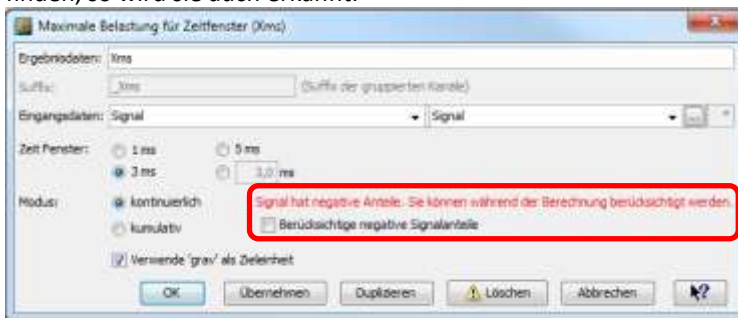 finden, so wird sie auch erkannt.
Maximale Belastung für Zeitfenster (Xms)
Ergebnisdaten: Xms
Suffix: _Xms (Suffix der gruppierten Kanäle)
Eingangsdaten: Signal Signal ...
Zeit Fenster: 1 ms 5 ms
3 ms 3,0 ms
Modus: kontinuierlich Signal hat negative Anteile. Sie können während der Berechnung berücksichtigt werden.
kumulativ Berücksichtige negative Signalanteile
Verwende 'grav' als Zieleinheit
OK Übernehmen Duplizieren Löschen Abbrechen ?